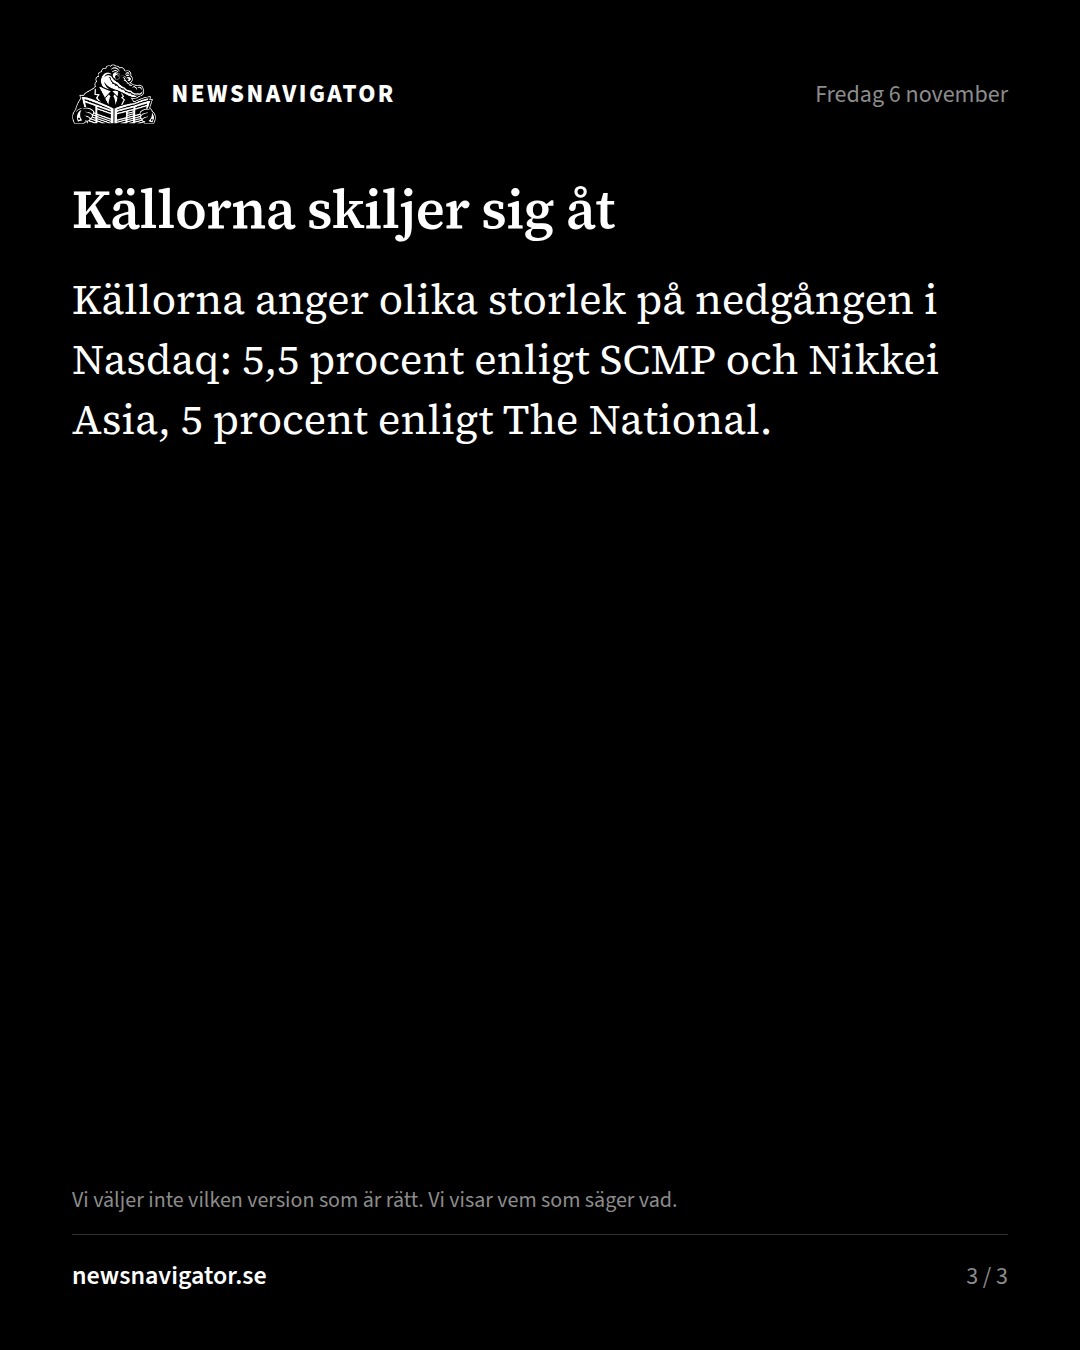 NEWSNAVIGATOR
Fredag 6 november
Källorna skiljer sig åt
Källorna anger olika storlek på nedgången i
Nasdaq: 5,5 procent enligt SCMP och Nikkei
Asia, 5 procent enligt The National.
Vi väljer inte vilken version som är rätt. Vi visar vem som säger vad.
newsnavigator.se
3 / 3